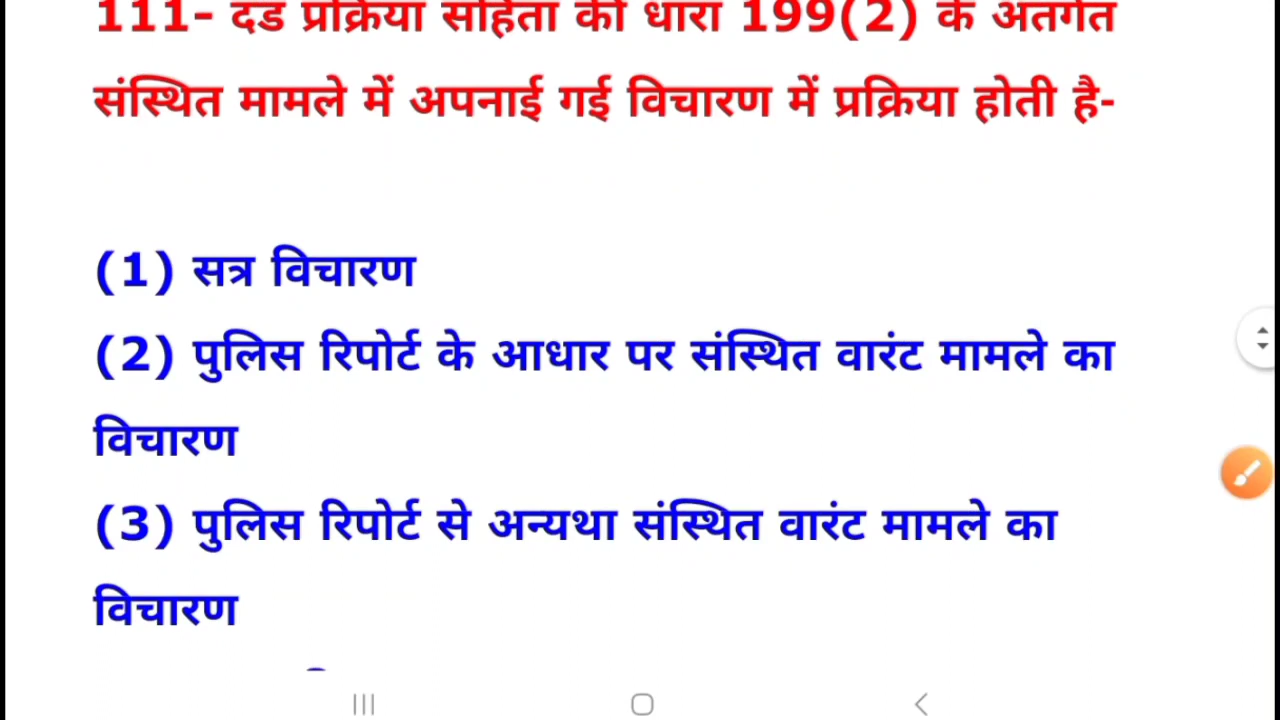 111- दंड प्रक्रिया संहिता की धारा 199(2) के अंतर्गत
संस्थित मामले में अपनाई गई विचारण में प्रक्रिया होती है-
(1) सत्र विचारण
(2) पुलिस रिपोर्ट के आधार पर संस्थित वारंट मामले का
विचारण
(3) पुलिस रिपोर्ट से अन्यथा संस्थित वारंट मामले का
विचारण